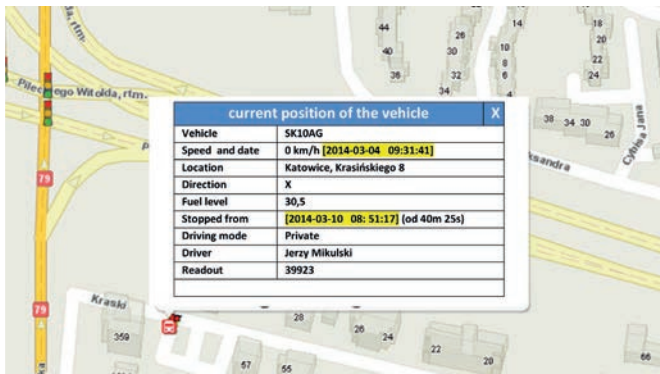 current position of the vehicle X
Vehicle SK10AG
Speed and date 0 km/h [2014-03-04 09:31:41]
Location Katowice, Krasińskiego 8
Direction X
Fuel level 30,5
Stopped from [2014-03-10 08: 51:17] (od 40m 25s)
Driving mode Private
Driver Jerzy Mikulski
Readout 39923
44
40
36
26
30
32
34
14
10
8
6
4
18
20
22
24
38 34 30
26
Cybisa Jana
sandra
rtm.
ego Witolda, rtm.
79
79
Kraski
359
28
26
24
22
20
57
55
66